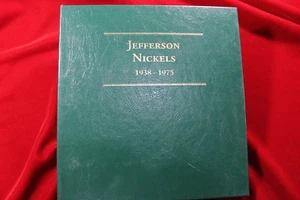 JEFFERSON
NICKELS
1938 - 1975